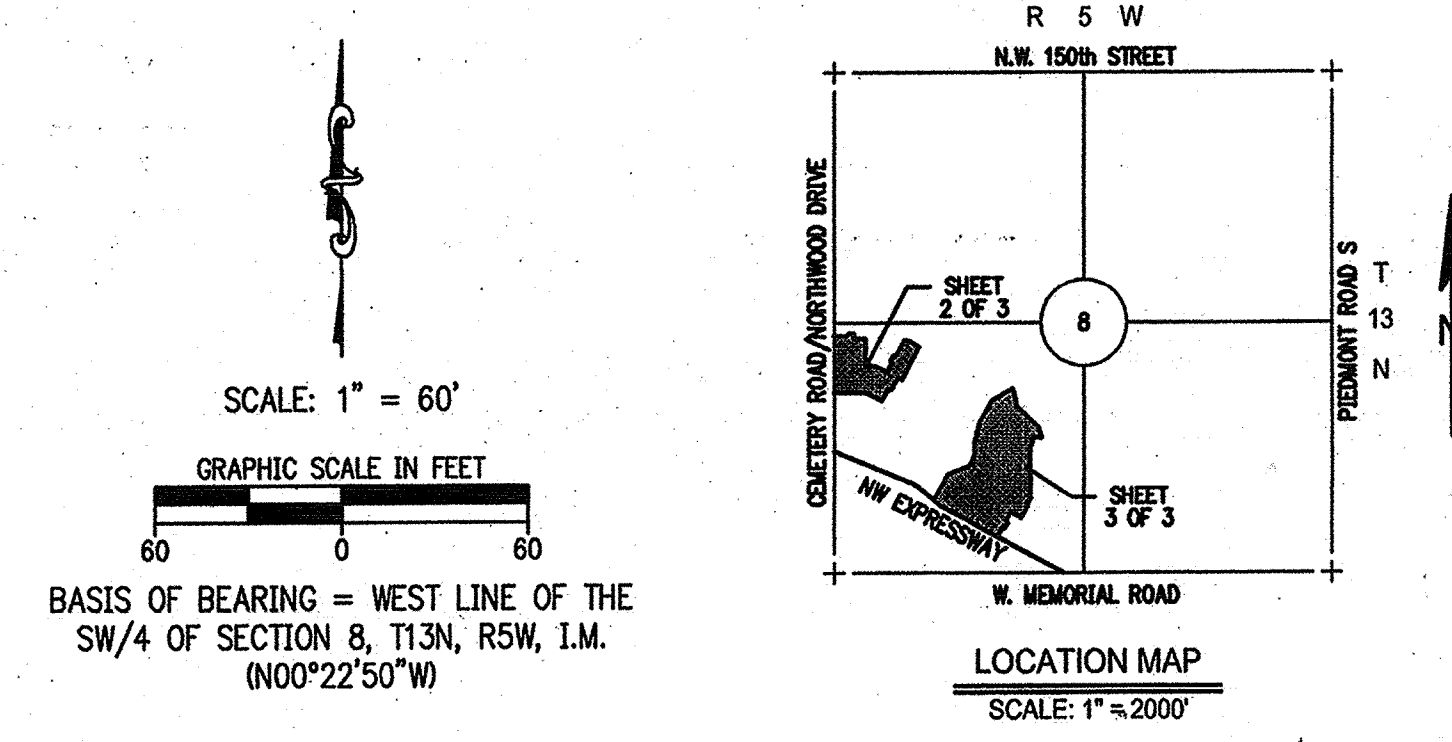 SCALE: 1" = 60'
GRAPHIC SCALE IN FEET
60 0 60
BASIS OF BEARING = WEST LINE OF THE
SW/4 OF SECTION 8, T13N, R5W, I.M.
(N00°22'50"W)
R 5 W
N.W. 150th STREET
CEMETERY ROAD/NORTHWOOD DRIVE
SHEET
2 OF 3
8
PIEDMONT ROAD S
T
13
N
NW EXPRESSWAY
SHEET
3 OF 3
W. MEMORIAL ROAD
LOCATION MAP
SCALE: 1" = 2000'